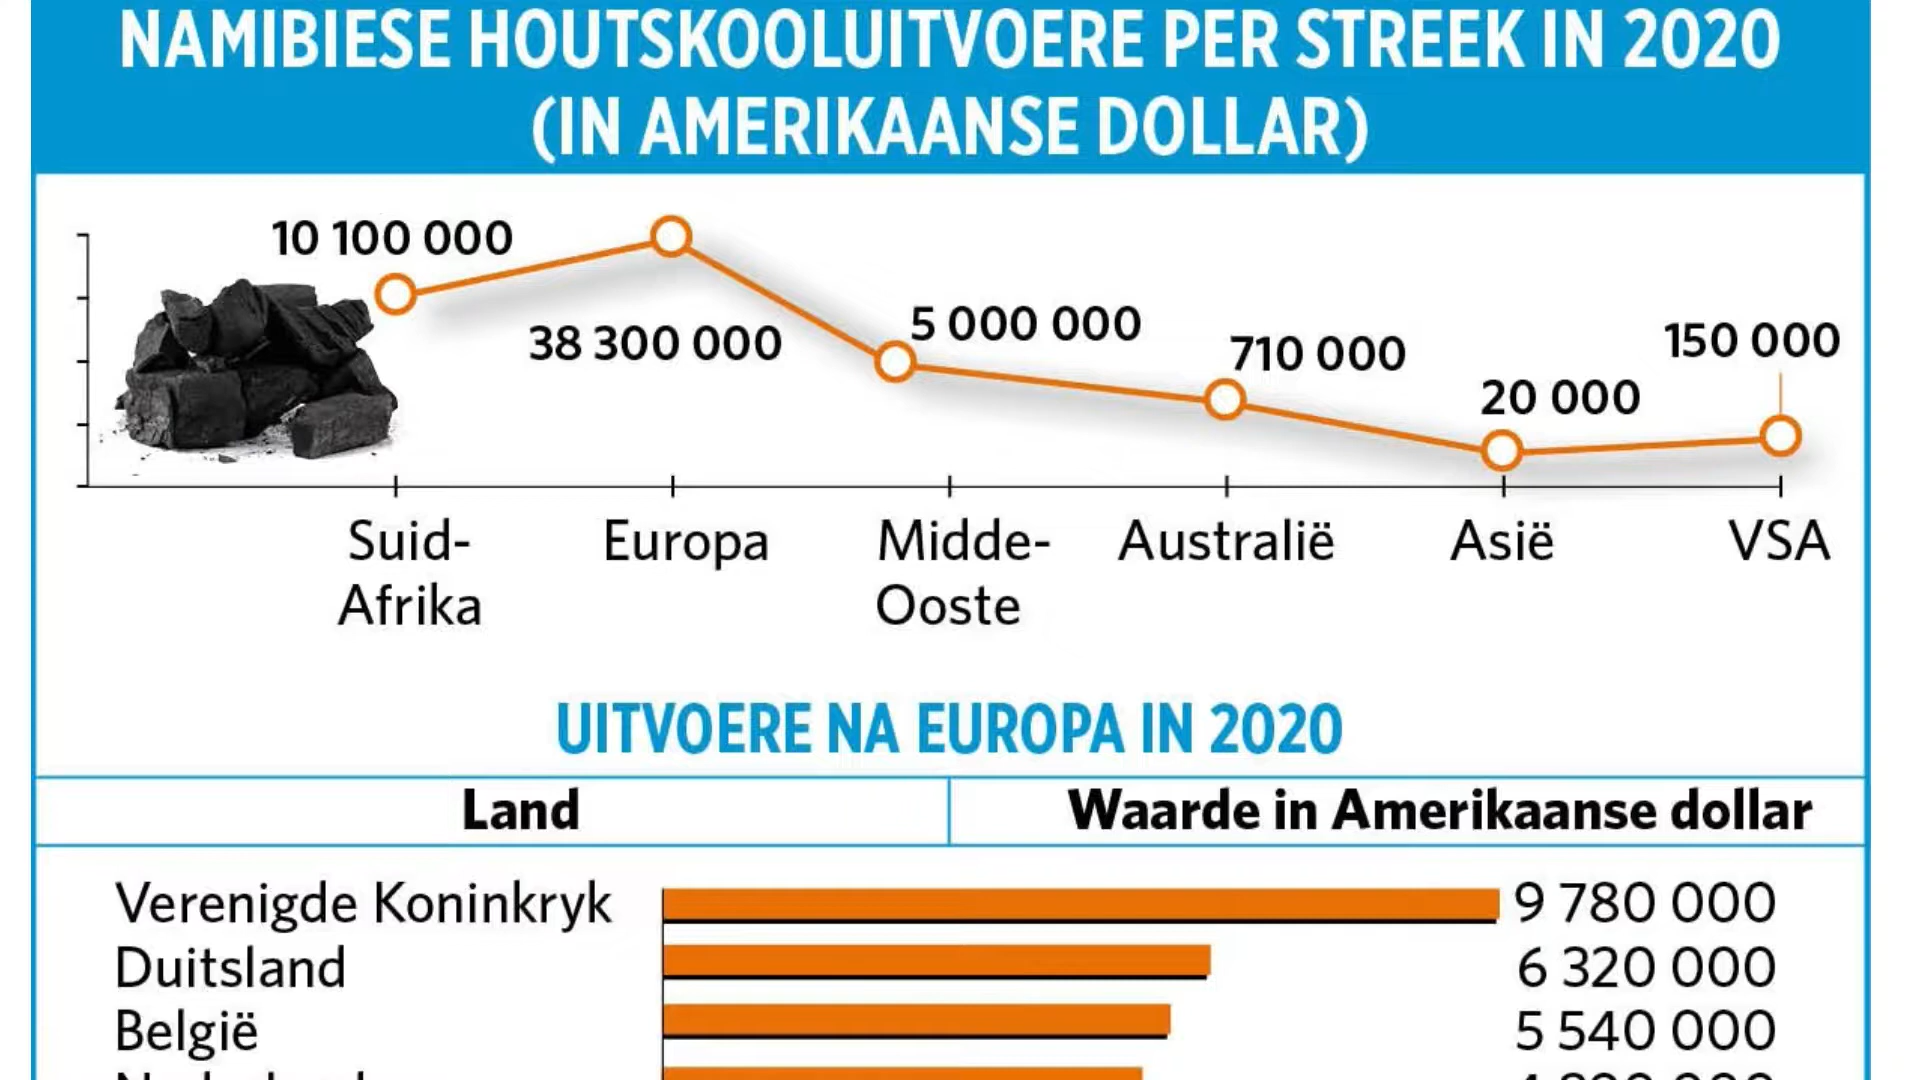 NAMIBIESE HOUTSKOOLUITVOERE PER STREEK IN 2020
(IN AMERIKAANSE DOLLAR)
10 100 000
38 300 000
5 000 000
710 000
20 000
150 000
Suid-
Afrika
Europa
Midde-
Ooste
Australië
Asië
VSA
UITVOERE NA EUROPA IN 2020
Land
Waarde in Amerikaanse dollar
Verenigde Koninkryk 9 780 000
Duitsland 6 320 000
België 5 540 000